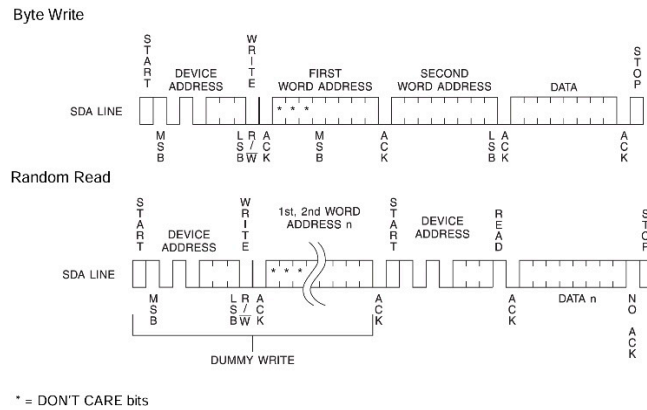 Byte Write
START
WRITE
STOP
DEVICE
ADDRESS
FIRST
WORD ADDRESS
SECOND
WORD ADDRESS
DATA
SDA LINE
* * *
MSB
LSB
R/W
ACK
MSB
ACK
LSB
ACK
ACK
Random Read
START
WRITE
1st, 2nd WORD
ADDRESS n
START
READ
STOP
DEVICE
ADDRESS
DEVICE
ADDRESS
SDA LINE
* * *
MSB
LSB
R/W
ACK
ACK
ACK
DATA n
NO ACK
DUMMY WRITE
* = DON'T CARE bits